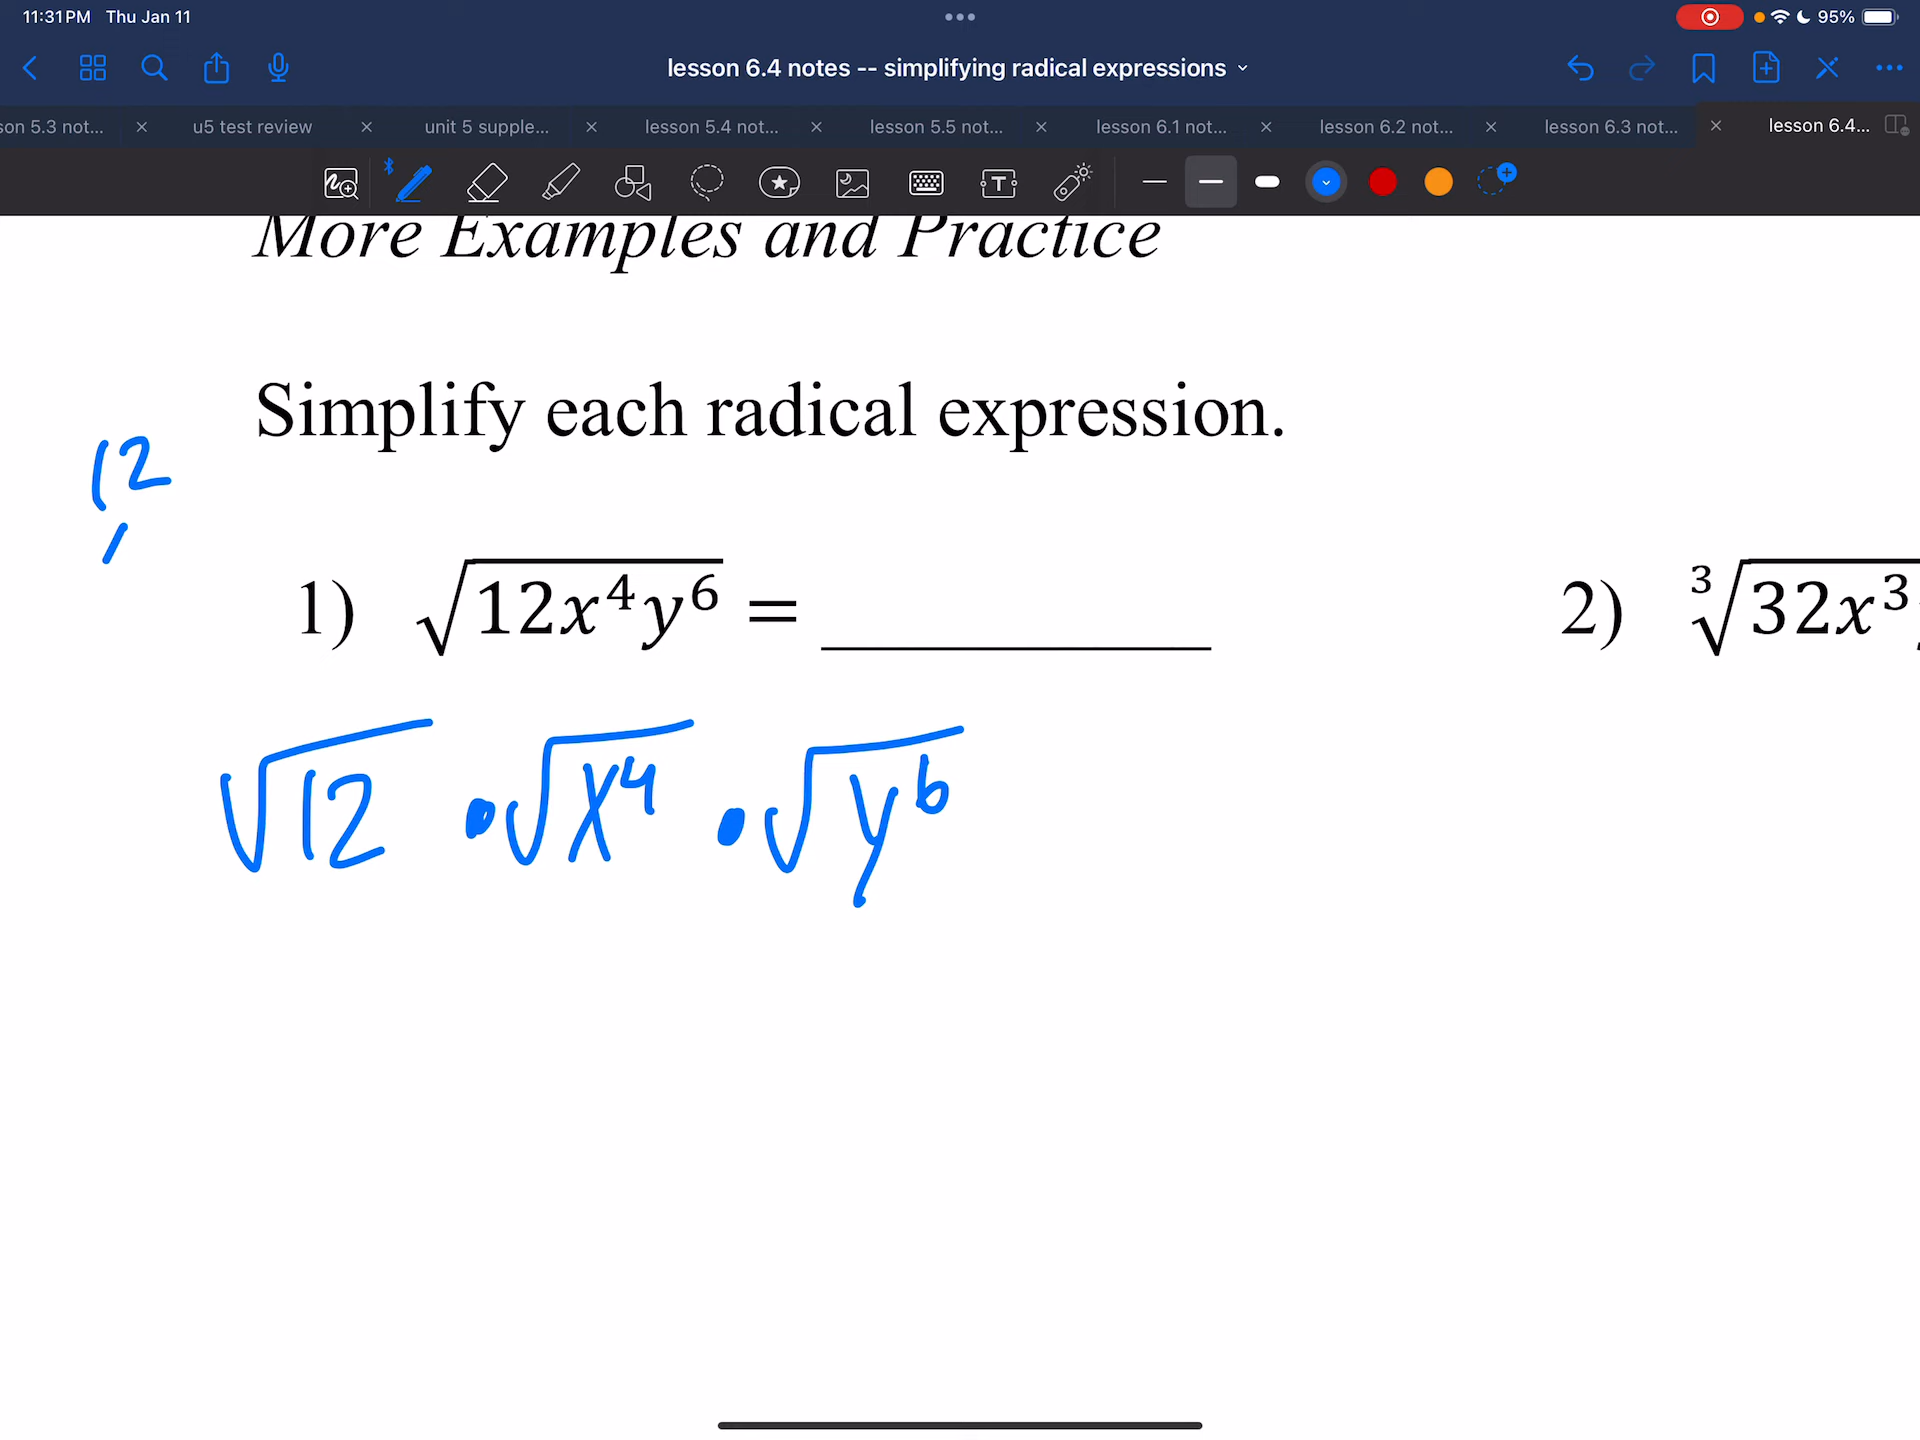 11:31 PM Thu Jan 11 95%
lesson 6.4 notes -- simplifying radical expressions
son 5.3 not... u5 test review unit 5 supple... lesson 5.4 not... lesson 5.5 not... lesson 6.1 not... lesson 6.2 not... lesson 6.3 not... lesson 6.4...
More Examples and Practice
Simplify each radical expression.
12
1) √12x⁴y⁶ = __________ 2) ³√32x³
√12 • √x⁴ • √y⁶